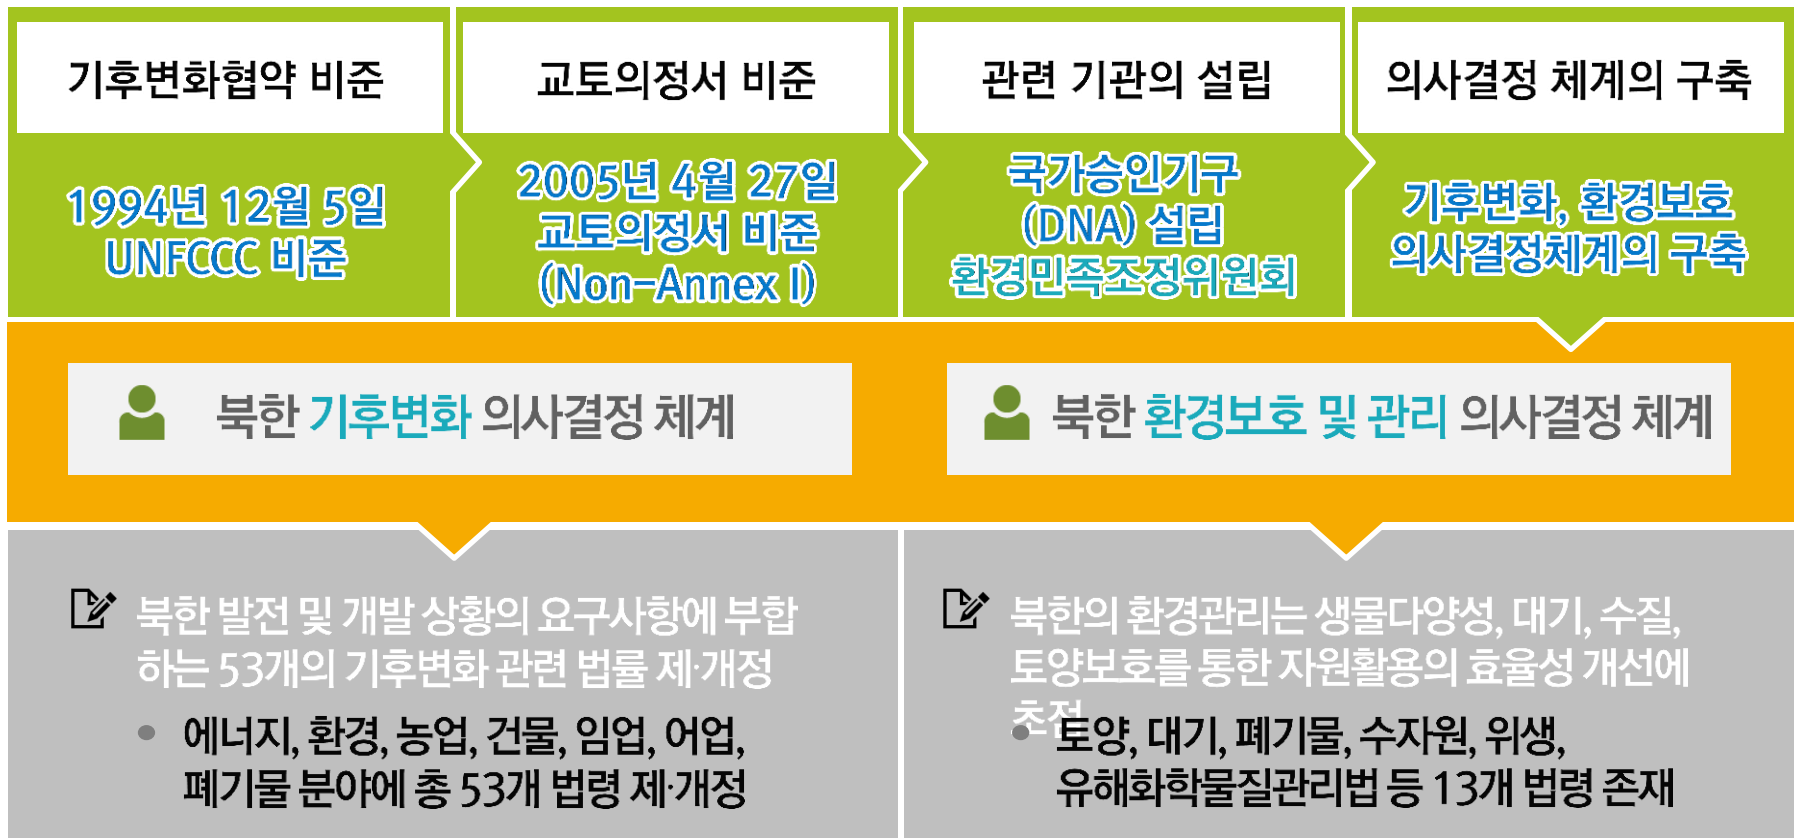 기후변화협약 비준
1994년 12월 5일
UNFCCC 비준
교토의정서 비준
2005년 4월 27일
교토의정서 비준
(Non-Annex I)
관련 기관의 설립
국가승인기구
(DNA) 설립
환경민족조정위원회
의사결정 체계의 구축
기후변화, 환경보호
의사결정체계의 구축
북한 기후변화 의사결정 체계
북한 환경보호 및 관리 의사결정 체계
북한 발전 및 개발 상황의 요구사항에 부합
하는 53개의 기후변화 관련 법률 제·개정
에너지, 환경, 농업, 건물, 임업, 어업,
폐기물 분야에 총 53개 법령 제·개정
북한의 환경관리는 생물다양성, 대기, 수질,
토양보호를 통한 자원활용의 효율성 개선에
초점
토양, 대기, 폐기물, 수자원, 위생,
유해화학물질관리법 등 13개 법령 존재